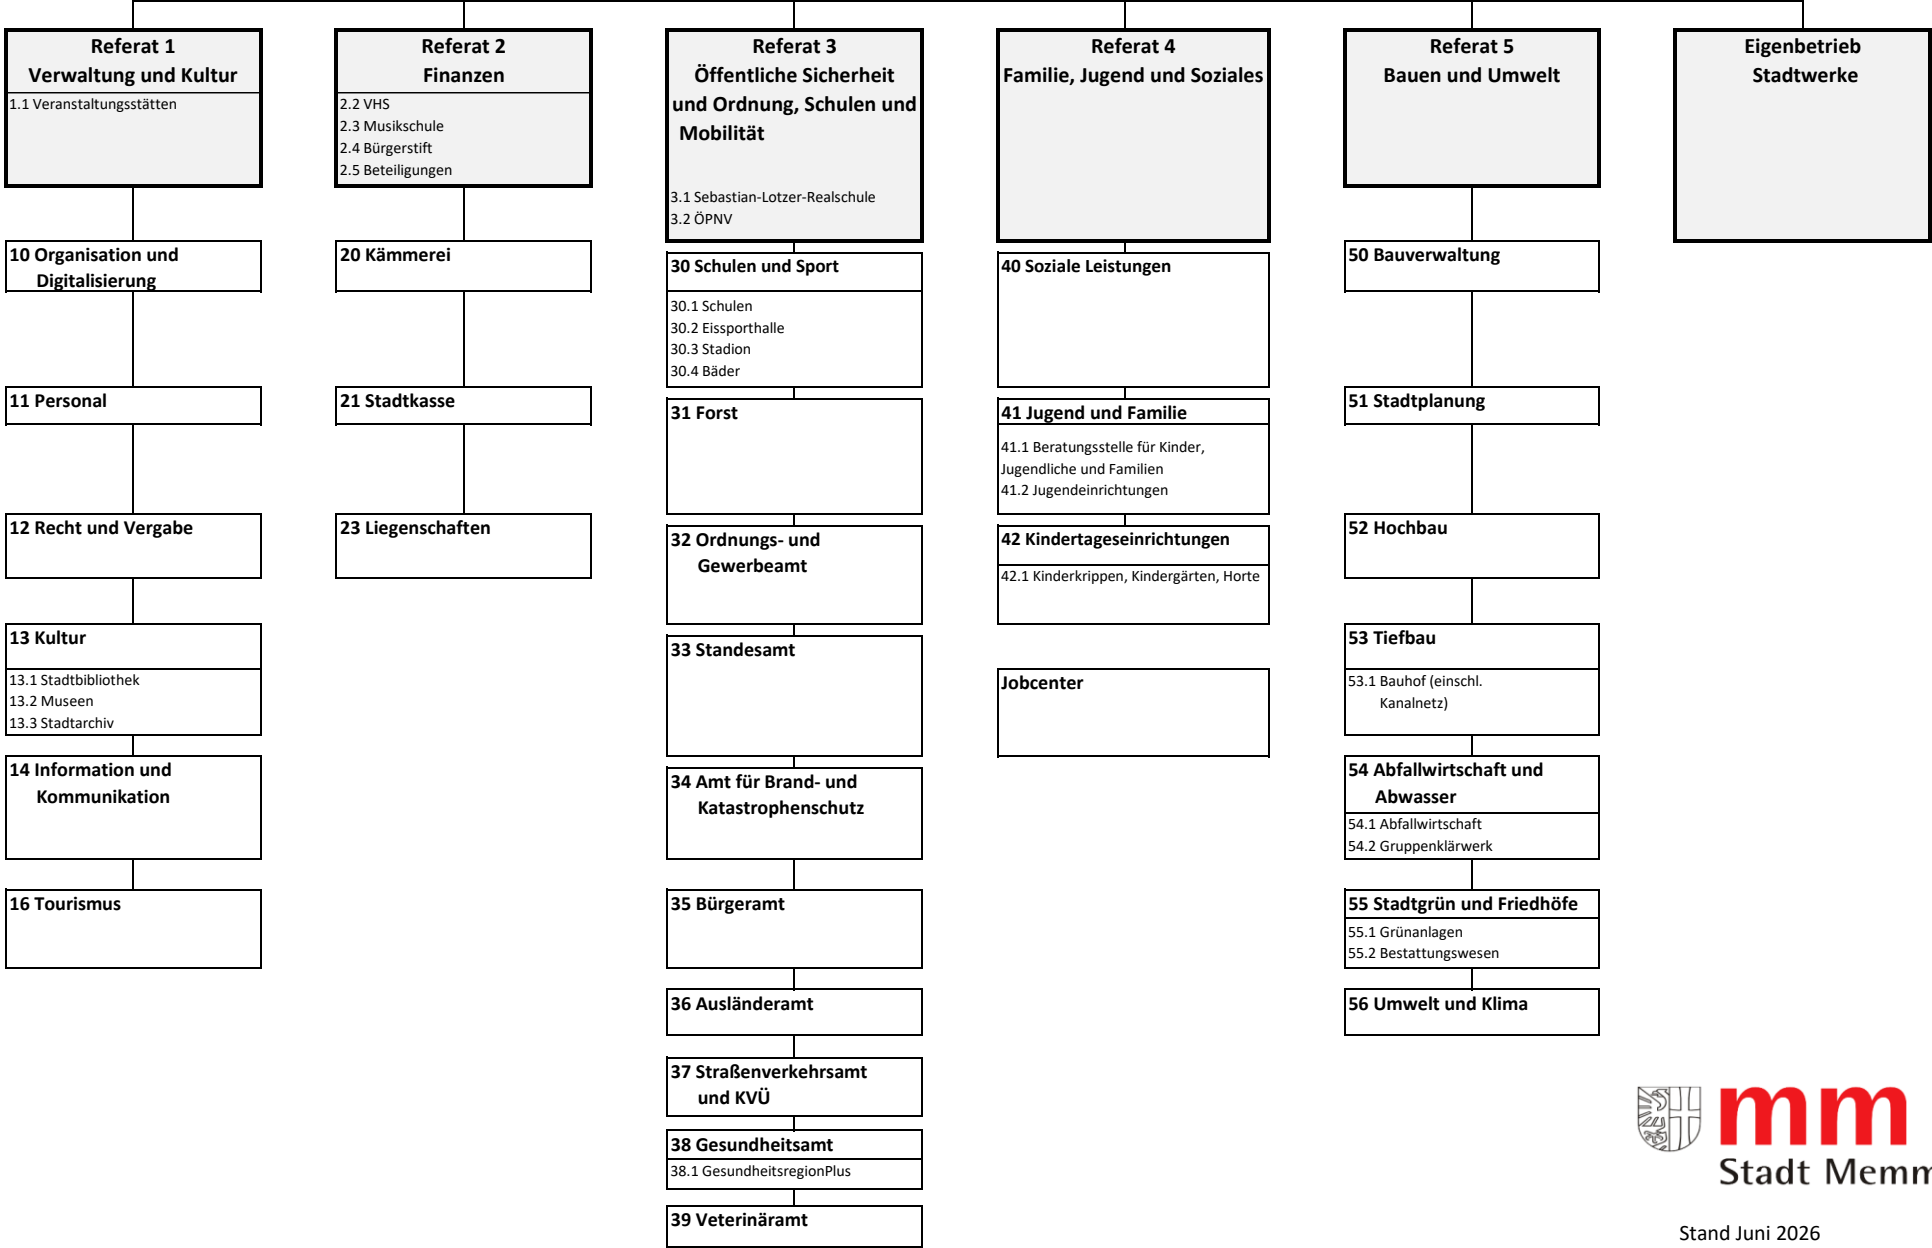 Referat 1
Verwaltung und Kultur
1.1 Veranstaltungsstätten
10 Organisation und
Digitalisierung
11 Personal
12 Recht und Vergabe
13 Kultur
13.1 Stadtbibliothek
13.2 Museen
13.3 Stadtarchiv
14 Information und
Kommunikation
16 Tourismus
Referat 2
Finanzen
2.2 VHS
2.3 Musikschule
2.4 Bürgerstift
2.5 Beteiligungen
20 Kämmerei
21 Stadtkasse
23 Liegenschaften
Referat 3
Öffentliche Sicherheit
und Ordnung, Schulen und
Mobilität
3.1 Sebastian-Lotzer-Realschule
3.2 ÖPNV
30 Schulen und Sport
30.1 Schulen
30.2 Eissporthalle
30.3 Stadion
30.4 Bäder
31 Forst
32 Ordnungs- und
Gewerbeamt
33 Standesamt
34 Amt für Brand- und
Katastrophenschutz
35 Bürgeramt
36 Ausländeramt
37 Straßenverkehrsamt
und KVÜ
38 Gesundheitsamt
38.1 GesundheitsregionPlus
39 Veterinäramt
Referat 4
Familie, Jugend und Soziales
40 Soziale Leistungen
41 Jugend und Familie
41.1 Beratungsstelle für Kinder,
Jugendliche und Familien
41.2 Jugendeinrichtungen
42 Kindertageseinrichtungen
42.1 Kinderkrippen, Kindergärten, Horte
Jobcenter
Referat 5
Bauen und Umwelt
50 Bauverwaltung
51 Stadtplanung
52 Hochbau
53 Tiefbau
53.1 Bauhof (einschl.
Kanalnetz)
54 Abfallwirtschaft und
Abwasser
54.1 Abfallwirtschaft
54.2 Gruppenklärwerk
55 Stadtgrün und Friedhöfe
55.1 Grünanlagen
55.2 Bestattungswesen
56 Umwelt und Klima
Eigenbetrieb
Stadtwerke
mm
Stadt Memm
Stand Juni 2026